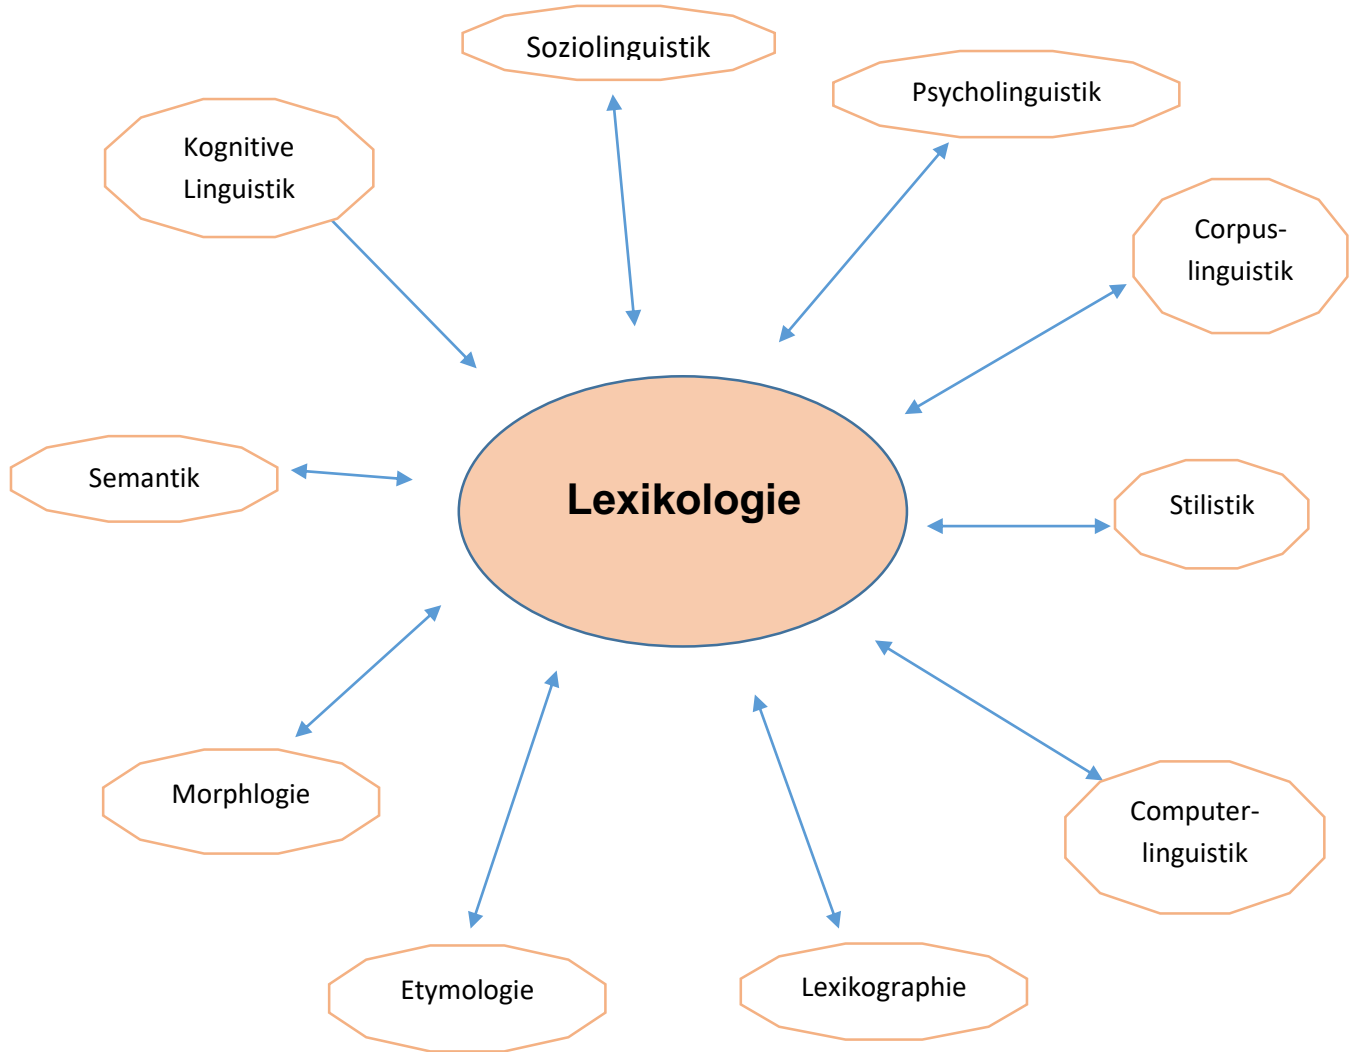 Soziolinguistik
Psycholinguistik
Kognitive
Linguistik
Corpus-
linguistik
Semantik
Lexikologie
Stilistik
Morphlogie
Computer-
linguistik
Etymologie
Lexikographie